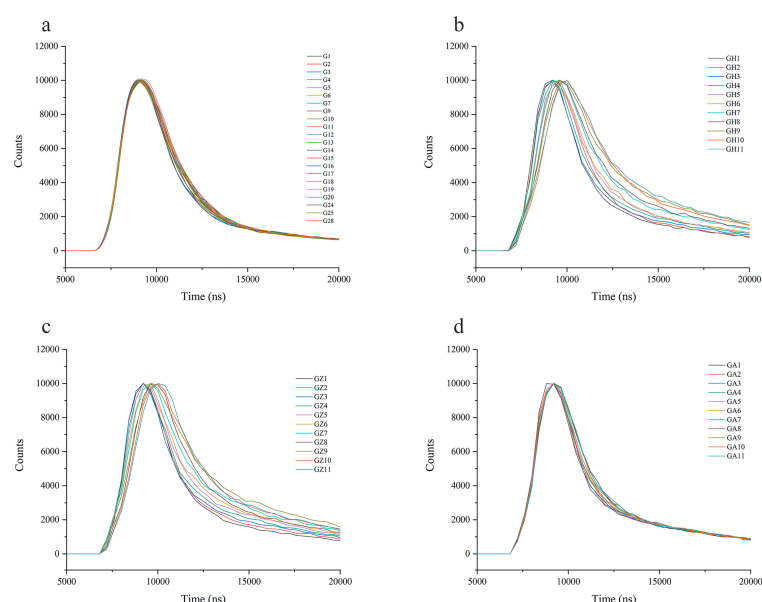 a
12000
10000
8000
6000
4000
2000
0
Counts
5000 10000 15000 20000
Time (ns)
G1
G2
G3
G4
G5
G6
G7
G9
G10
G11
G12
G13
G14
G15
G16
G17
G18
G19
G20
G24
G25
G28
b
12000
10000
8000
6000
4000
2000
0
Counts
5000 10000 15000 20000
Time (ns)
GH1
GH2
GH3
GH4
GH5
GH6
GH7
GH8
GH9
GH10
GH11
c
12000
10000
8000
6000
4000
2000
0
Counts
5000 10000 15000 20000
Time (ns)
GZ1
GZ2
GZ3
GZ4
GZ5
GZ6
GZ7
GZ8
GZ9
GZ10
GZ11
d
12000
10000
8000
6000
4000
2000
0
Counts
5000 10000 15000 20000
Time (ns)
GA1
GA2
GA3
GA4
GA5
GA6
GA7
GA8
GA9
GA10
GA11